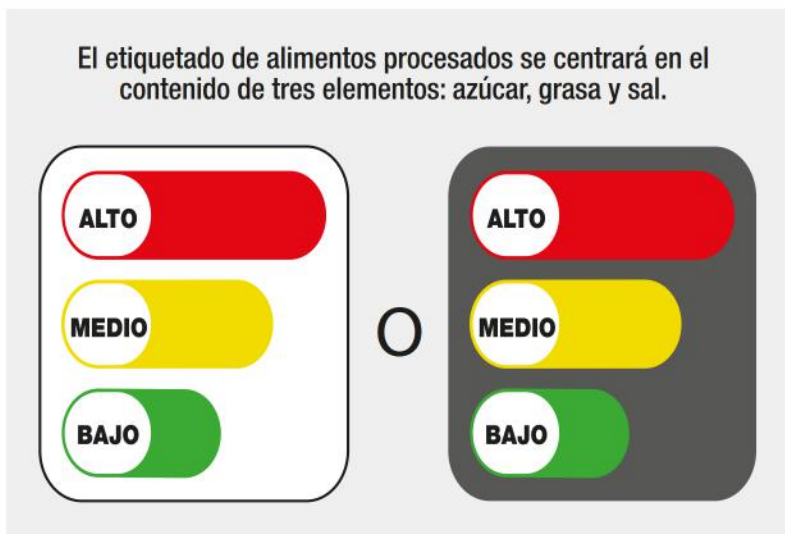 El etiquetado de alimentos procesados se centrará en el
contenido de tres elementos: azúcar, grasa y sal.
ALTO
MEDIO
BAJO
O
ALTO
MEDIO
BAJO